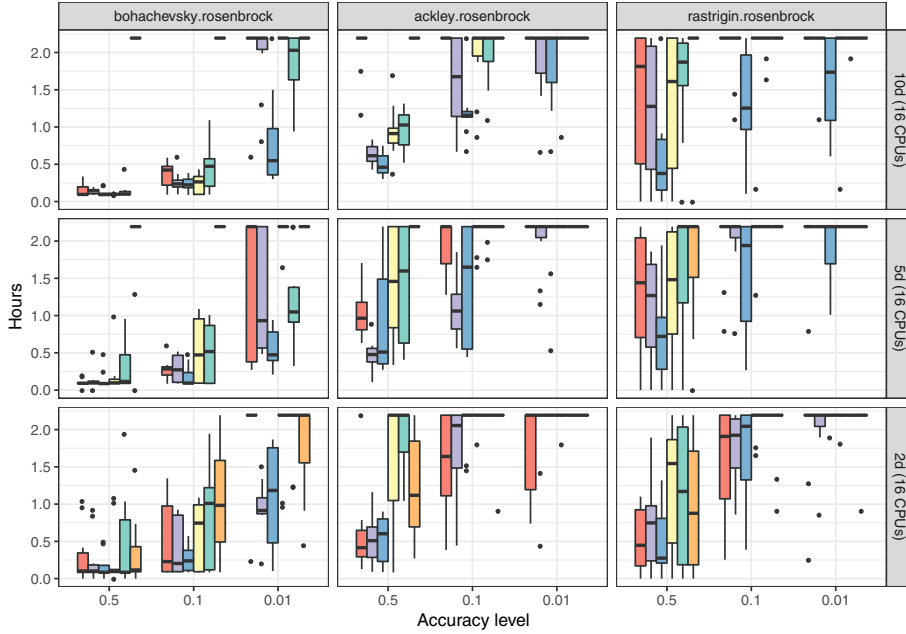 bohachevsky.rosenbrock
ackley.rosenbrock
rastrigin.rosenbrock
2.0
1.5
1.0
0.5
0.0
10d (16 CPUs)
2.0
1.5
1.0
0.5
0.0
5d (16 CPUs)
2.0
1.5
1.0
0.5
0.0
2d (16 CPUs)
Hours
0.5 0.1 0.01
0.5 0.1 0.01
0.5 0.1 0.01
Accuracy level